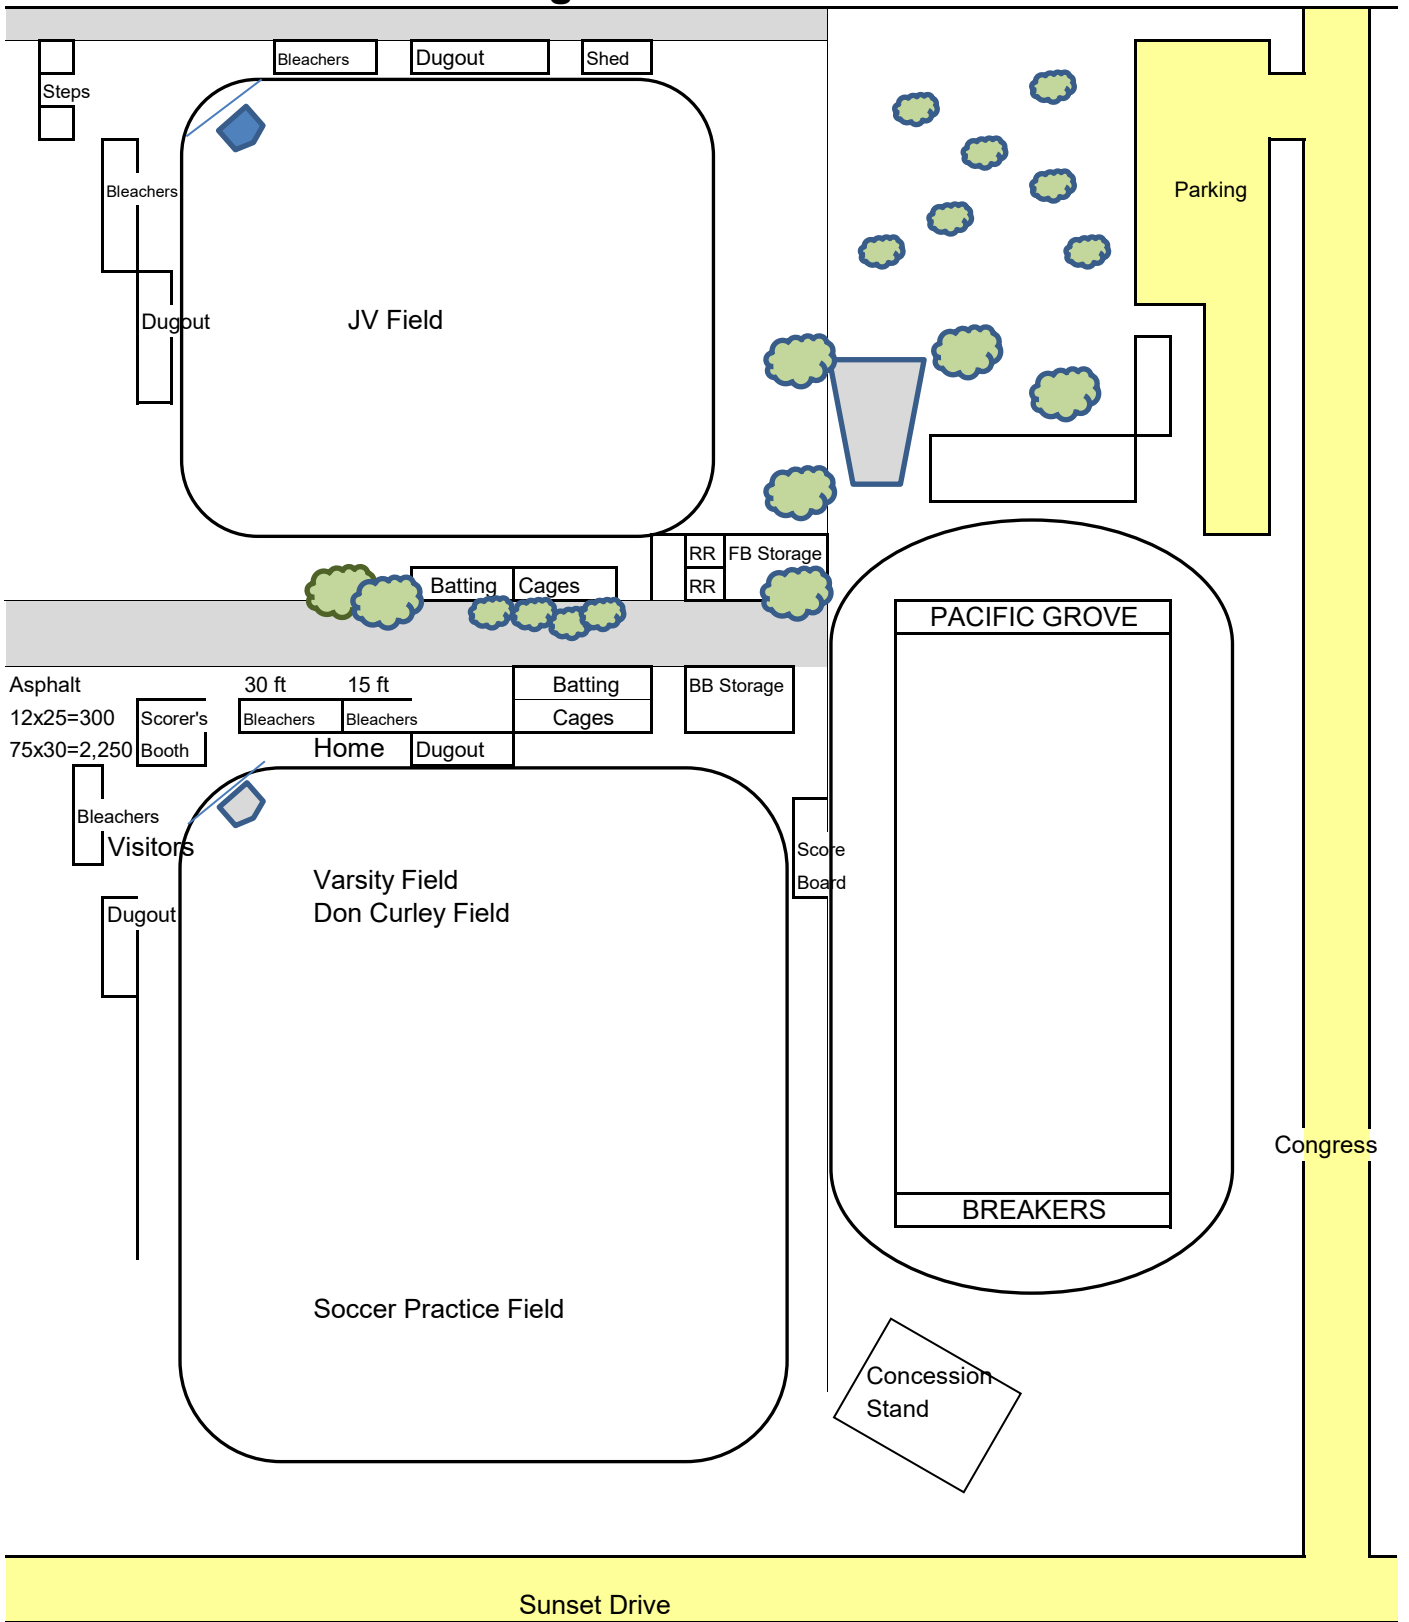 Bleachers
Dugout
Shed
Steps
Bleachers
Parking
Dugout
JV Field
RR
FB Storage
Batting
Cages
RR
PACIFIC GROVE
Asphalt
30 ft
15 ft
Batting
BB Storage
12x25=300
Scorer's
Bleachers
Bleachers
Cages
75x30=2,250
Booth
Home
Dugout
Bleachers
Visitors
Score
Board
Varsity Field
Don Curley Field
Dugout
Congress
BREAKERS
Soccer Practice Field
Concession
Stand
Sunset Drive